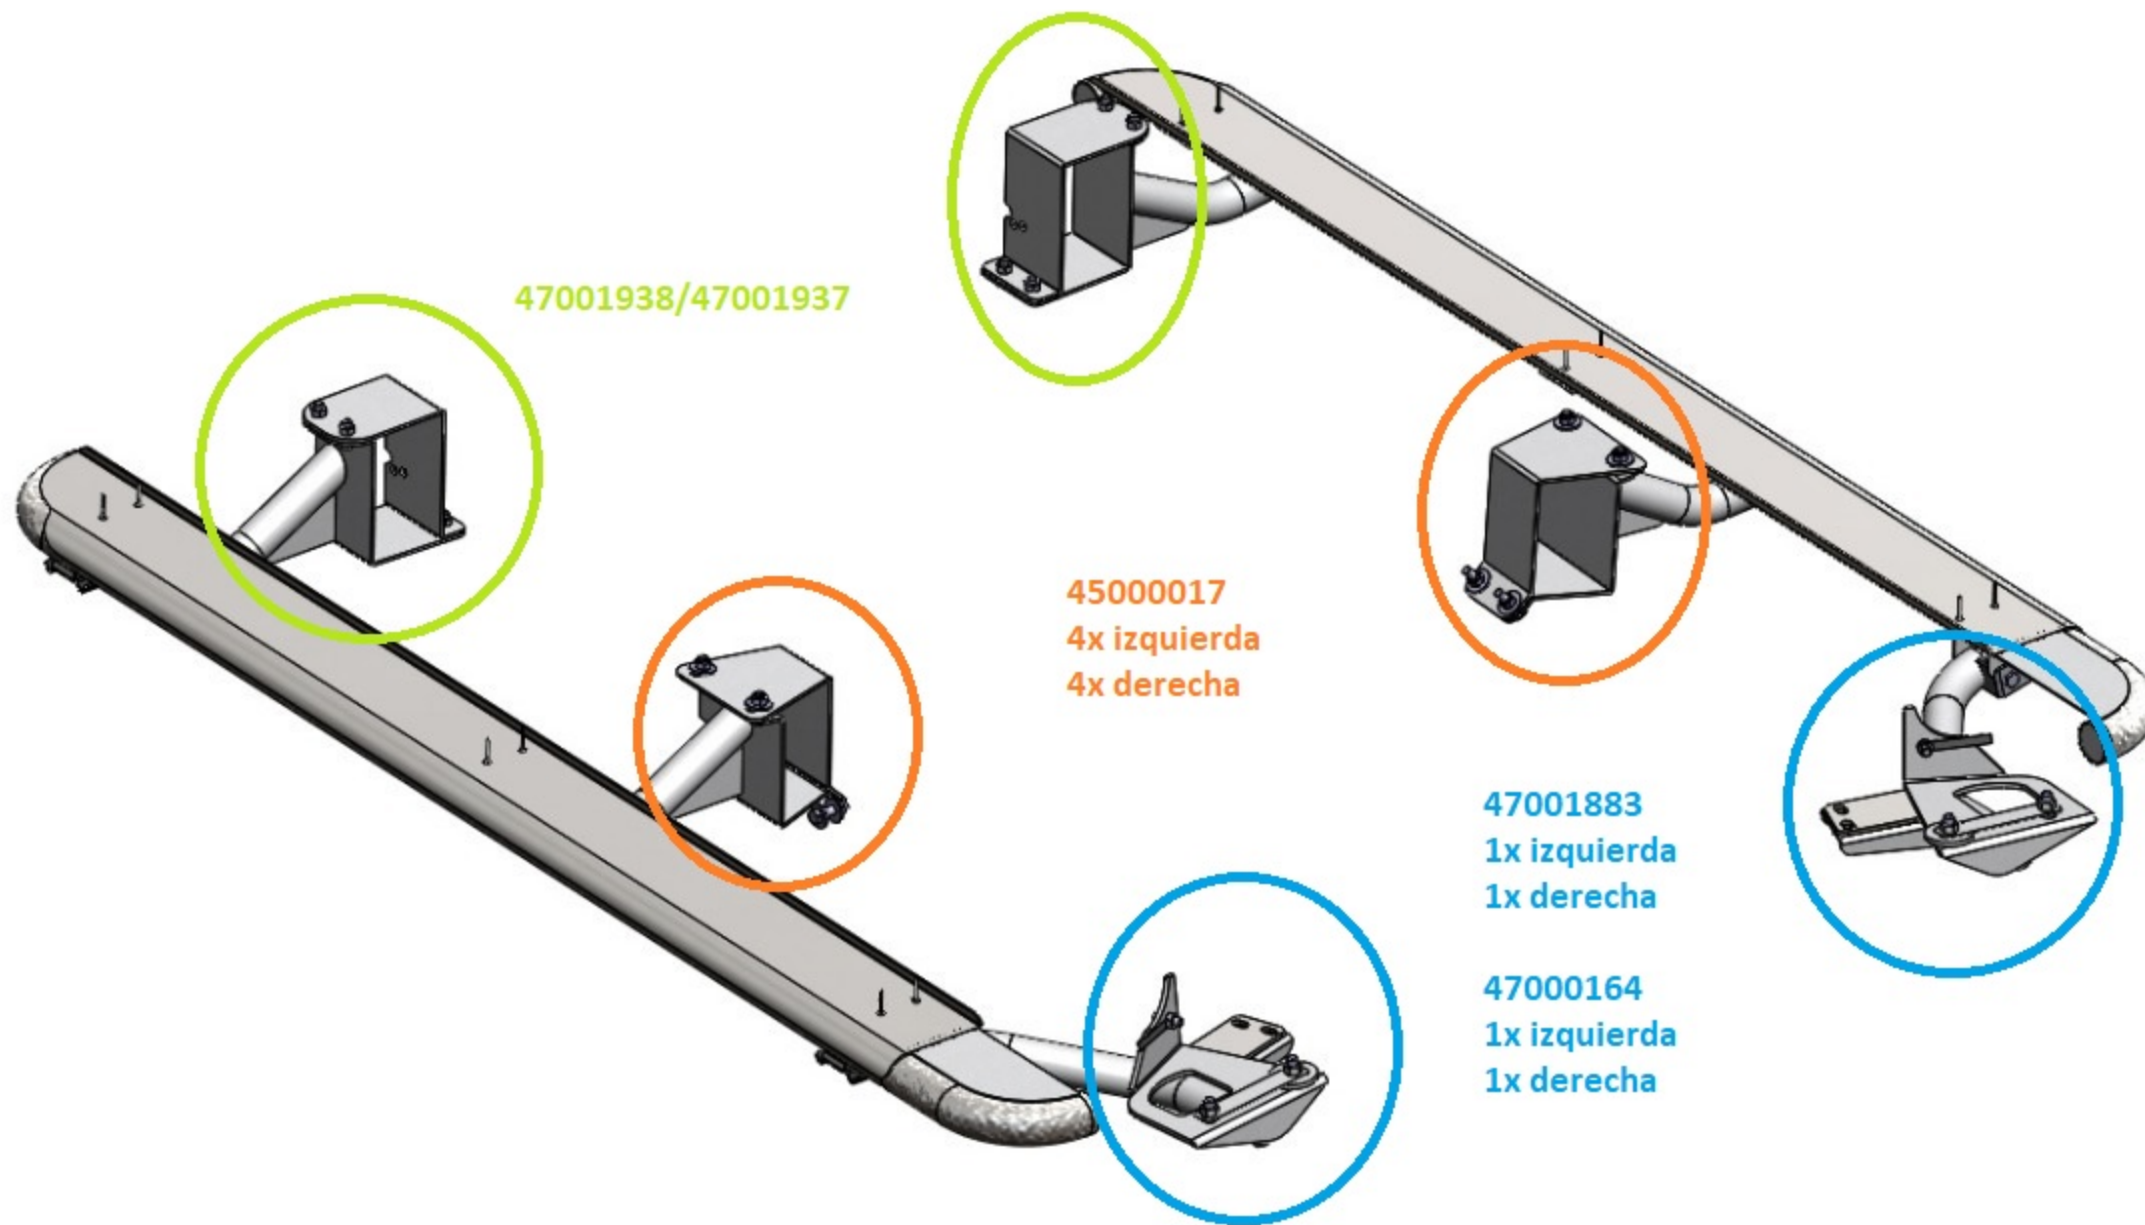 47001938/47001937
45000017
4x izquierda
4x derecha
47001883
1x izquierda
1x derecha
47000164
1x izquierda
1x derecha